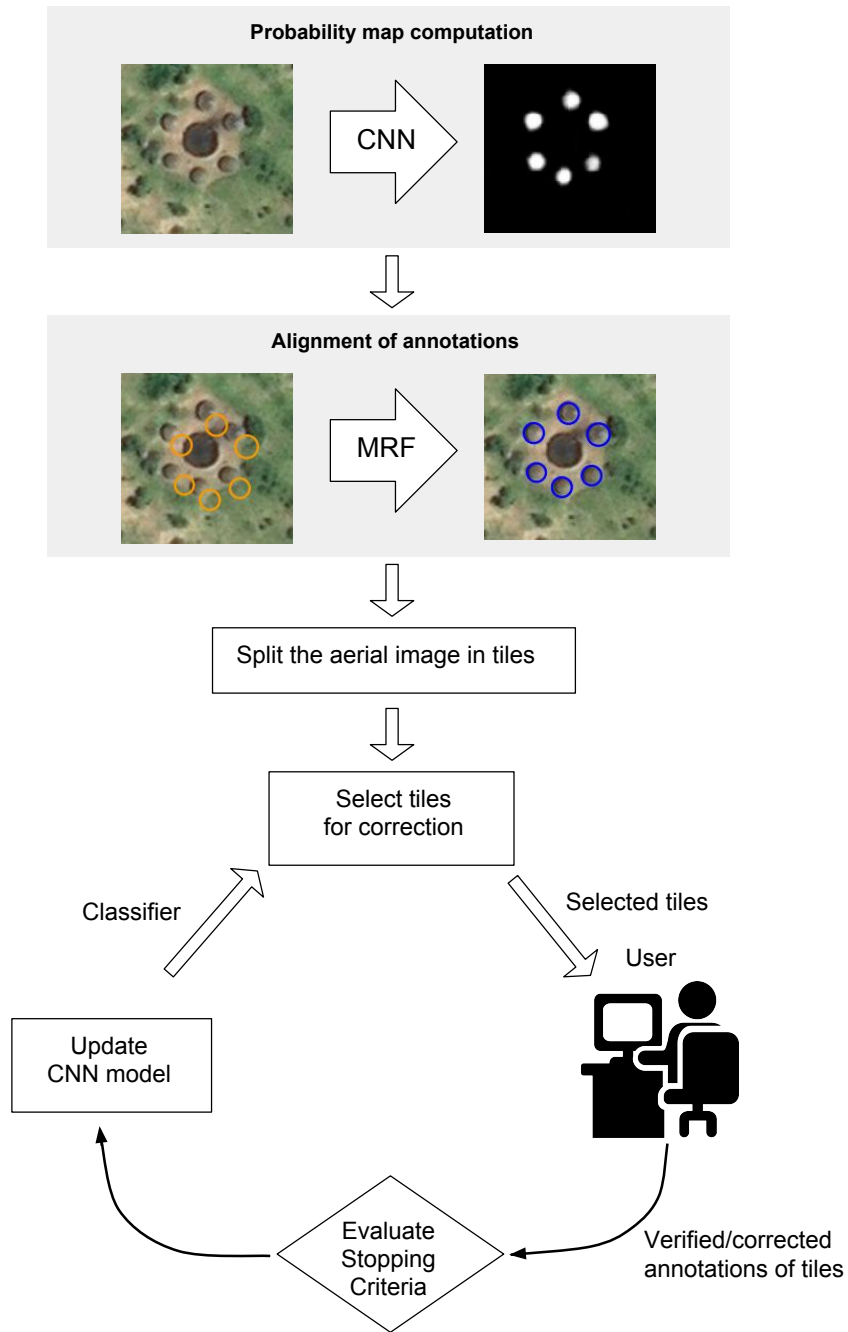 Probability map computation
CNN
Alignment of annotations
MRF
Split the aerial image in tiles
Select tiles
for correction
Classifier
Selected tiles
User
Update
CNN model
Evaluate
Stopping
Criteria
Verified/corrected
annotations of tiles